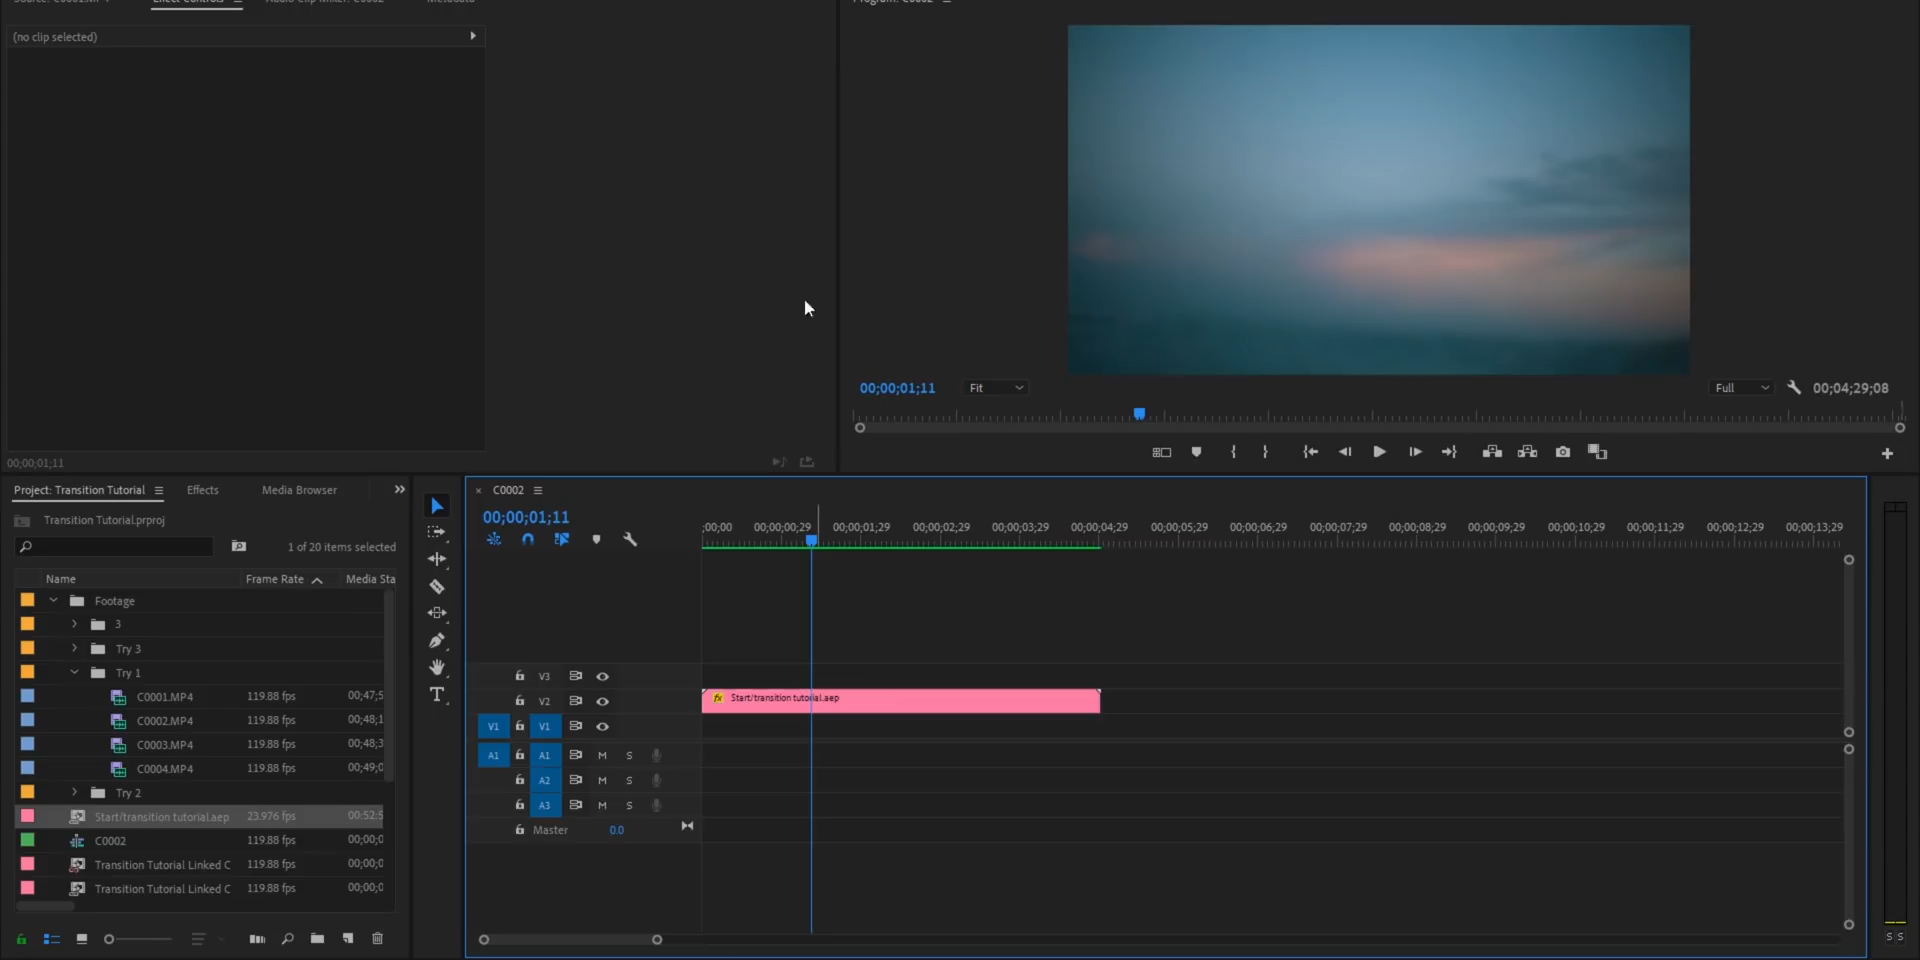 Source: C0001.MP4 Effect Controls Audio Clip Mixer: C0002 Metadata
Program: C0002
(no clip selected)
00;00;01;11 Fit Full 00;04;29;08
00;00;01;11
Project: Transition Tutorial Effects Media Browser
Transition Tutorial.prproj
1 of 20 items selected
Name Frame Rate Media Sta
Footage
3
Try 3
Try 1
C0001.MP4 119.88 fps 00;47;5
C0002.MP4 119.88 fps 00;48;1
C0003.MP4 119.88 fps 00;48;3
C0004.MP4 119.88 fps 00;49;0
Try 2
Start/transition tutorial.aep 23.976 fps 00:52:5
C0002 119.88 fps 00;00;0
Transition Tutorial Linked C 119.88 fps 00;00;0
Transition Tutorial Linked C 119.88 fps 00;00;0
× C0002
00;00;01;11
;00;00 00;00;00;29 00;00;01;29 00;00;02;29 00;00;03;29 00;00;04;29 00;00;05;29 00;00;06;29 00;00;07;29 00;00;08;29 00;00;09;29 00;00;10;29 00;00;11;29 00;00;12;29 00;00;13;29
V3
V2 fx Start/transition tutorial.aep
V1 V1
A1 A1 M S
A2 M S
A3 M S
Master 0.0
S S